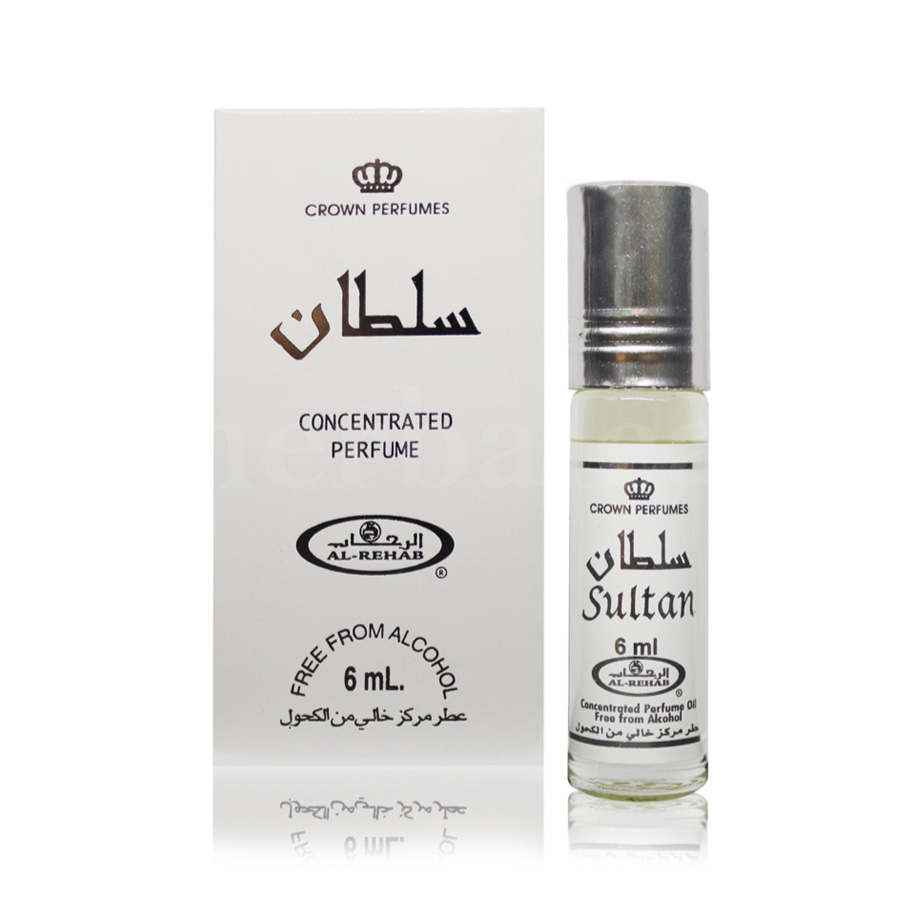 CROWN PERFUMES
سلطان
CONCENTRATED
PERFUME
الرحاب
AL-REHAB
®
FREE FROM ALCOHOL
6 mL.
عطر مركز خالي من الكحول
CROWN PERFUMES
سلطان
Sultan
6 ml
الرحاب
AL-REHAB
®
Concentrated Perfume Oil
Free from Alcohol
عطر مركز خالي من الكحول